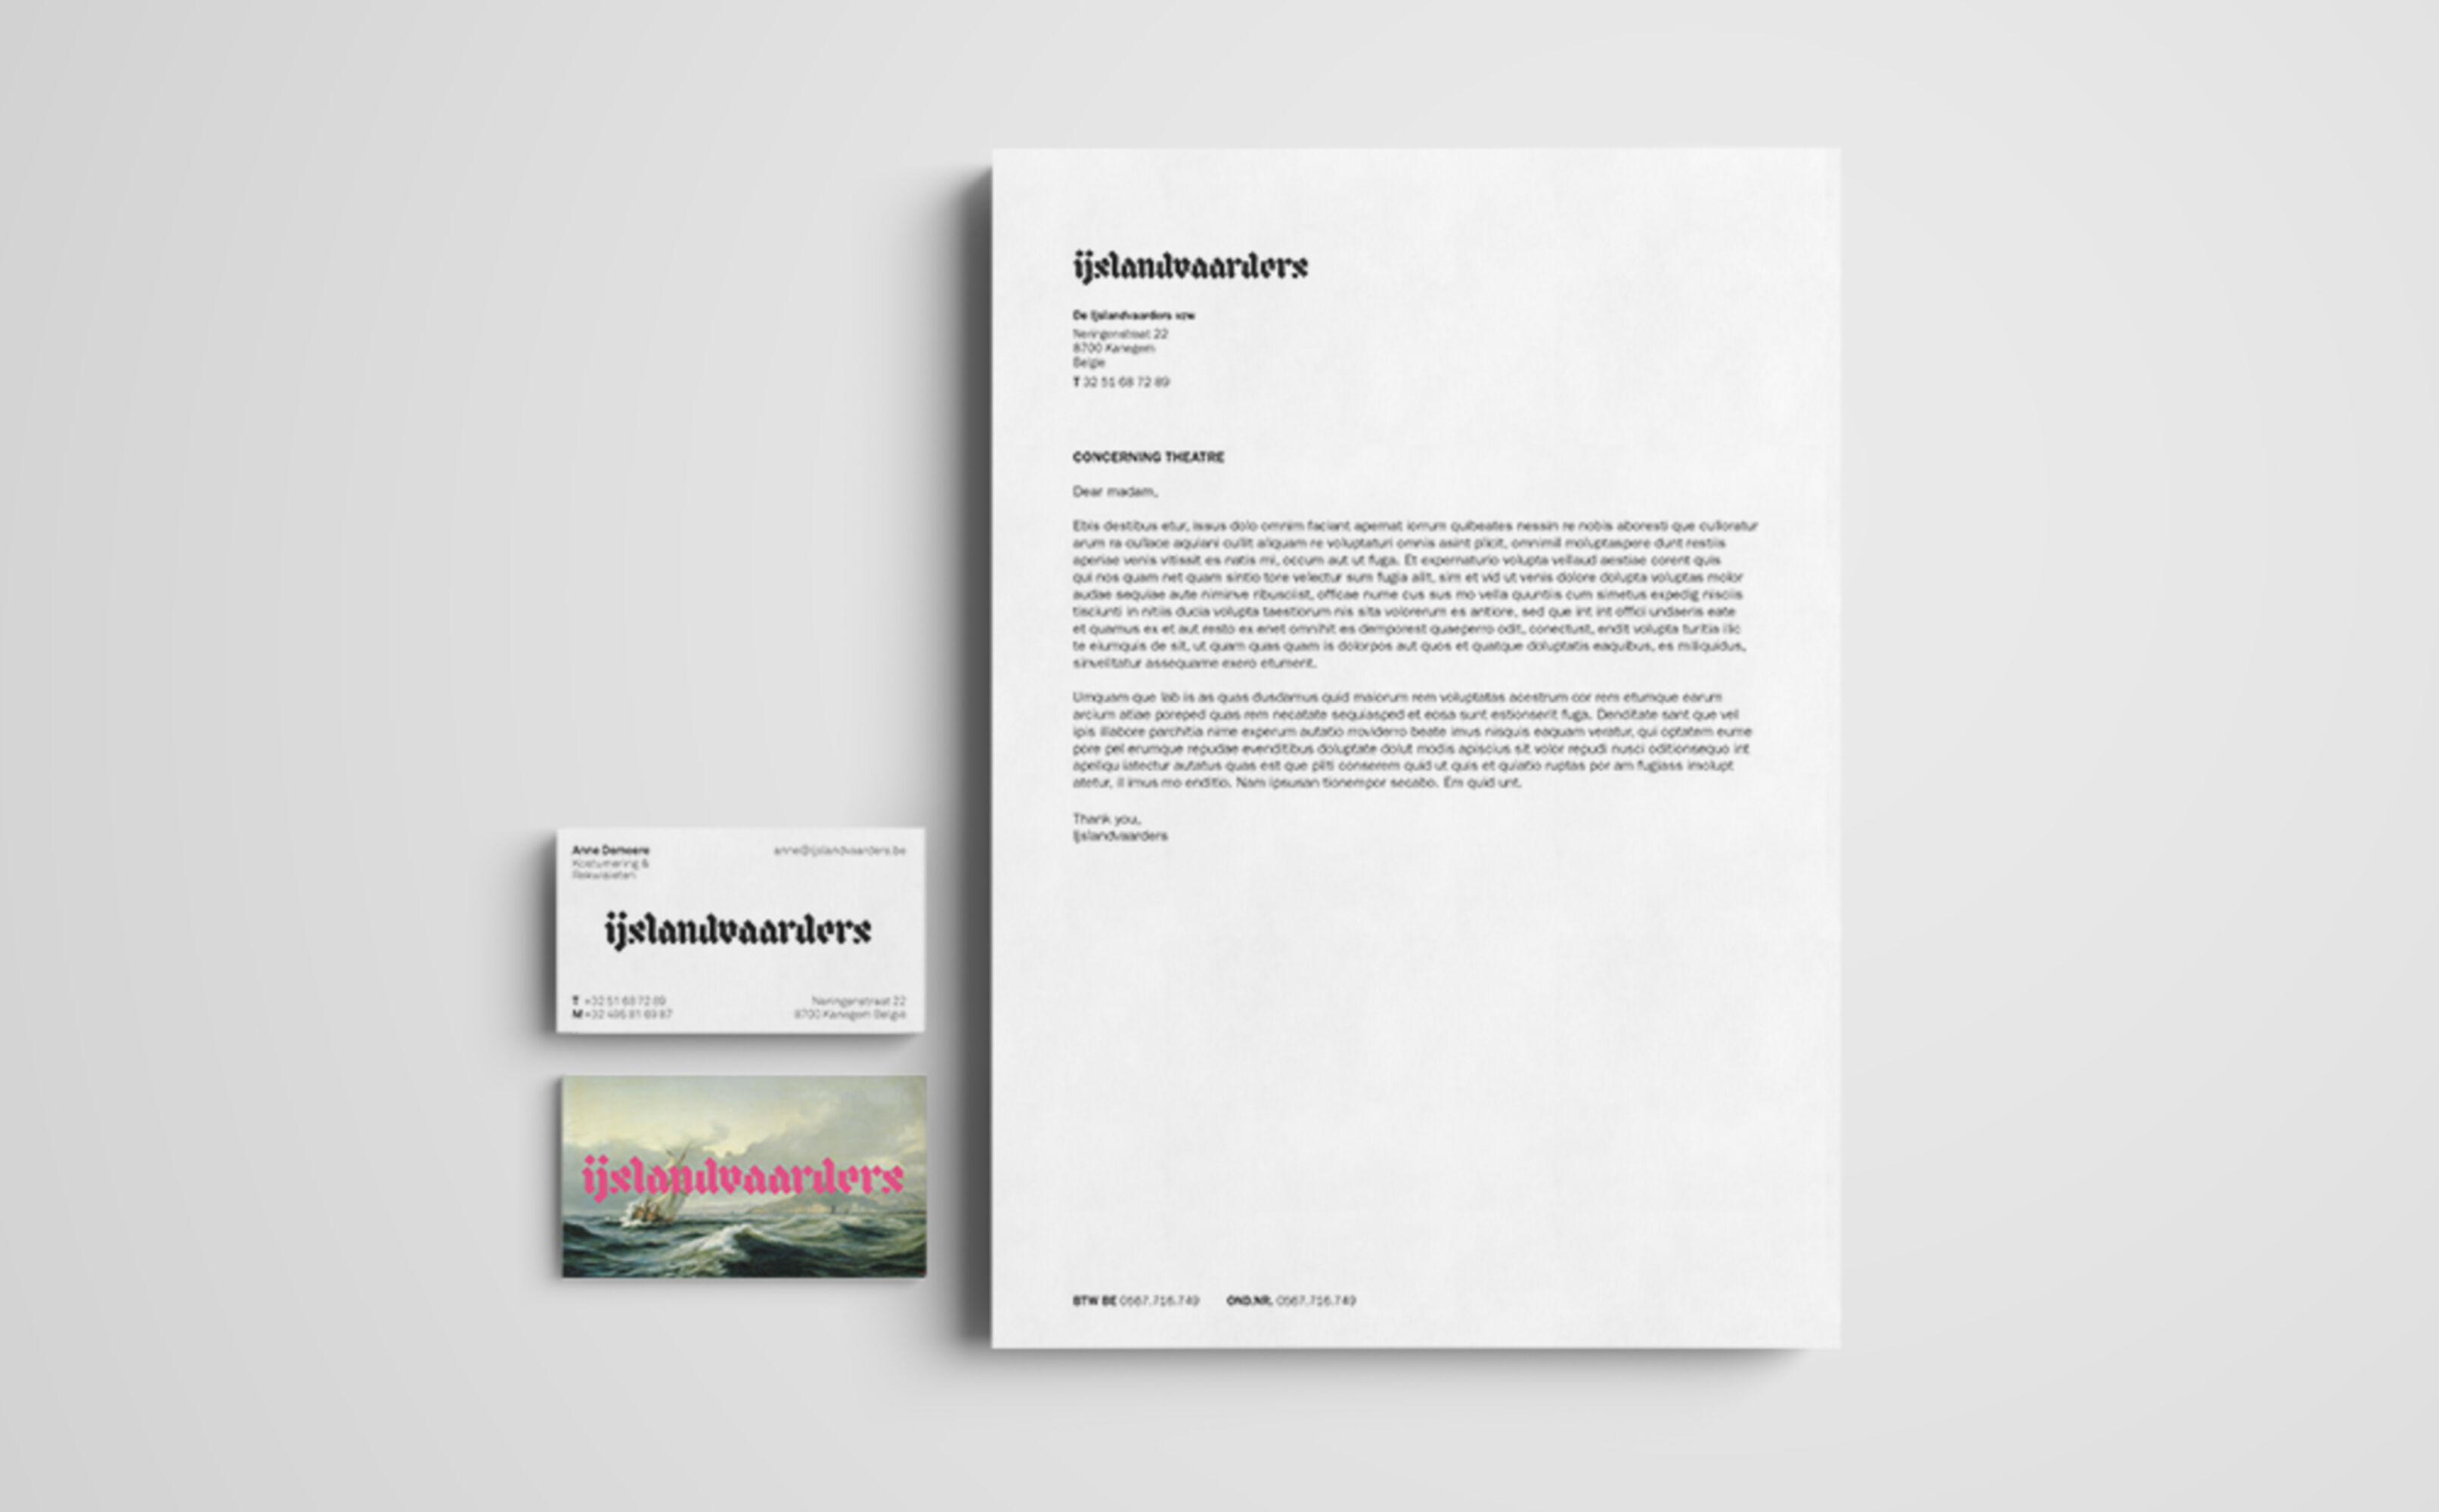 ijslandvaarders
De Ijslandvaarders vzw
Neringenstraat 22
8700 Kanegem
Belgie
T 32 51 68 72 89
CONCERNING THEATRE
Dear madam,
Ebis destibus etur, issus dolo omnim faciant apernat iorrum quibeates nessin re nobis aboresti que culloratur
arum ra cullace aquiani cullit aliquam re voluptaturi omnis asint plicit, omnimil moluptaspere dunt restiis
aperiae venis vitissit es natis mi, occum aut ut fuga. Et expernaturio volupta vellaud aestiae corent quis
qui nos quam net quam sintio tore velectur sum fugia alit, sim et vid ut venis dolore dolupta voluptas molor
audae sequiae aute niminve ribuscilist, officae nume cus sus mo vella quuntiis cum simetus expedig nisciis
tisciunti in nitiis ducia volupta taestiorum nis sita volorerum es antiore, sed que int int offici undaeris eate
et quamus ex et aut resto ex enet omnihit es demporest quaeperro odit, conectust, endit volupta turitia ilic
te eiumquis de sit, ut quam quas quam is dolorpos aut quos et quatque doluptatis eaquibus, es miliquidus,
sinvelitatur assequame exero etument.
Umquam que lab is as quas dusdamus quid maiorum rem voluptatas acestrum cor rem etumque earum
arcium atiae poreped quas rem necatate sequiasped et eosa sunt estionserit fuga. Denditate sant que vel
ipis illabore parchitia nime experum autatio moviderro beate imus nisquis eaquam veratur, qui optatem eume
pore pel erumque repudae evenditibus doluptate dolut modis apiscius sit volor repudi nusci oditionsequo int
apeliqu iatectur autatus quas est que pliti conserem quid ut quis et quiatio ruptas por am fugiass imolupt
atetur, il imus mo enditio. Nam ipsusan tionempor secabo. Em quid unt.
Thank you,
Ijslandvaarders
BTW BE 0567.716.749 OND.NR. 0567.716.749
Anne Demoere
Kostumering &
Rekwisieten
anne@ijslandvaarders.be
ijslandvaarders
T +32 51 68 72 89
M +32 495 81 69 87
Neringenstraat 22
8700 Kanegem België
ijslandvaarders